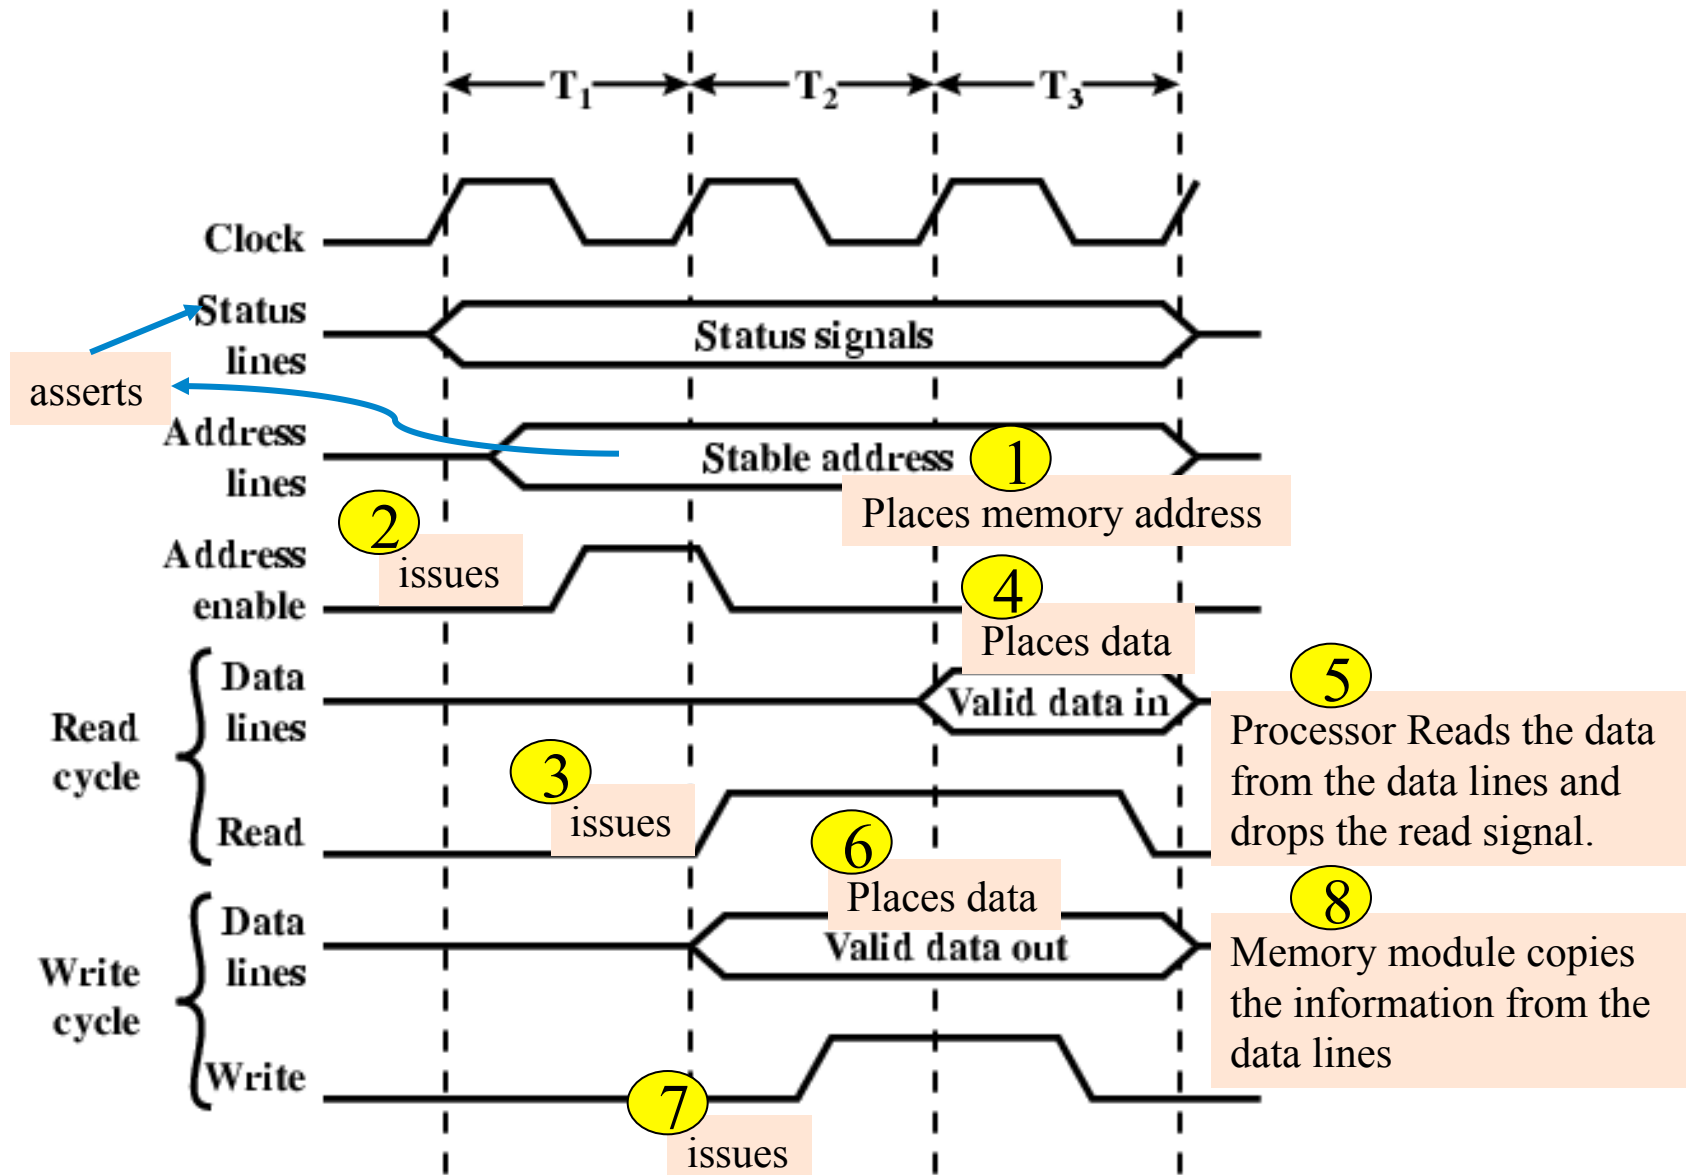 T1 T2 T3
Clock
Status
lines
Status signals
asserts
Address
lines
Stable address
1
Places memory address
2
issues
Address
enable
4
Places data
Read
cycle
Data
lines
Valid data in
5
Processor Reads the data
from the data lines and
drops the read signal.
3
issues
Read
6
Places data
Write
cycle
Data
lines
Valid data out
8
Memory module copies
the information from the
data lines
Write
7
issues